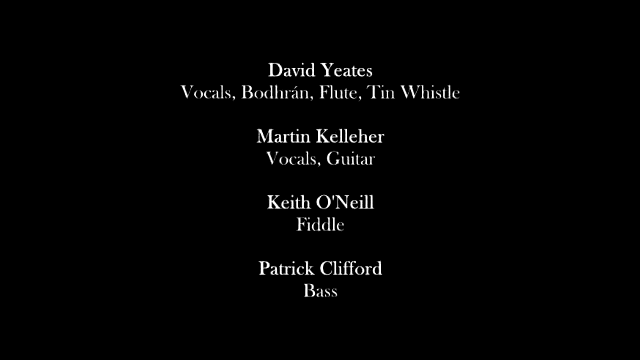 David Yeates
Vocals, Bodhrán, Flute, Tin Whistle
Martin Kelleher
Vocals, Guitar
Keith O'Neill
Fiddle
Patrick Clifford
Bass